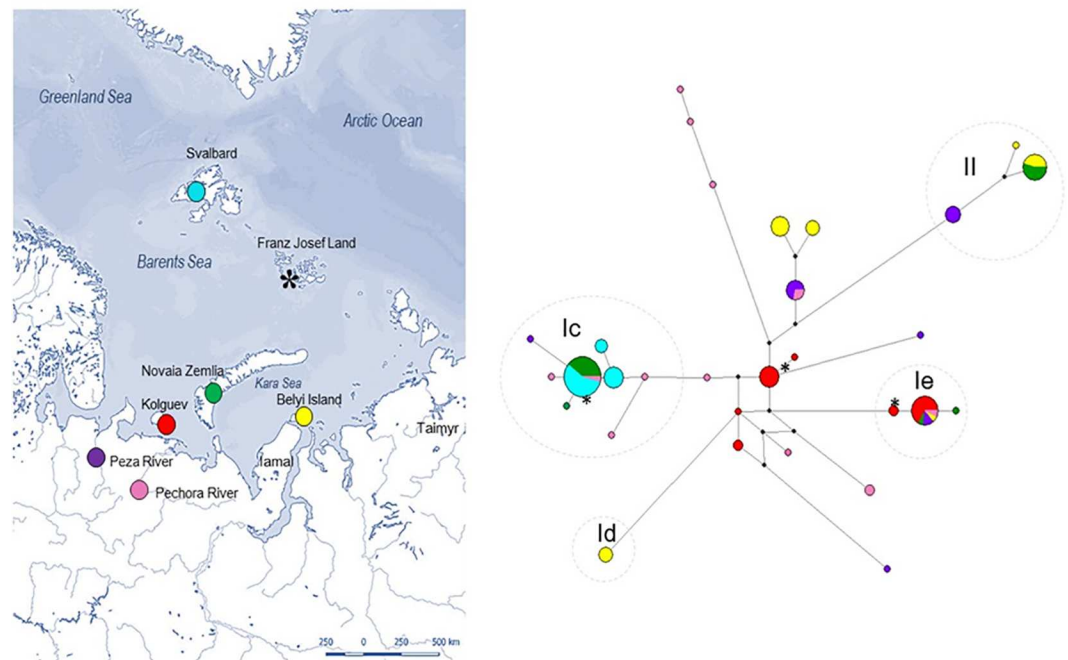 Greenland Sea
Arctic Ocean
Svalbard
Franz Josef Land
*
Barents Sea
Novaia Zemlia
Kara Sea
Kolguev
Belyi Island
Taimyr
Peza River
Iamal
Pechora River
250 0 250 500 km
II
Ic
*
*
Ie
*
Id